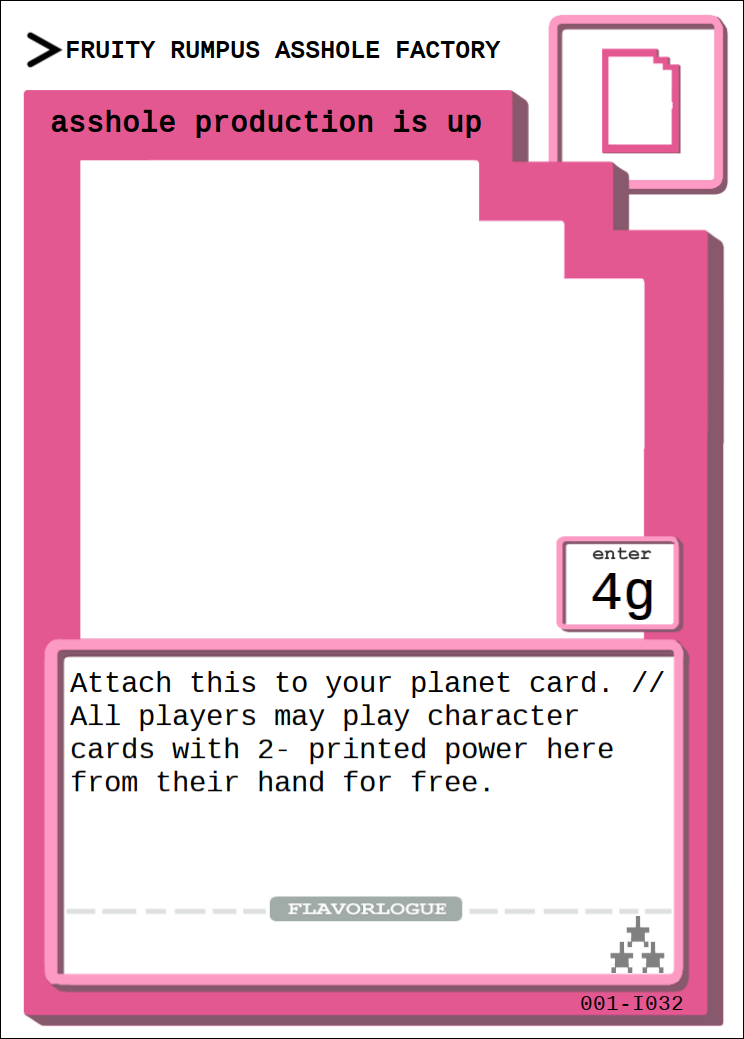 >FRUITY RUMPUS ASSHOLE FACTORY
asshole production is up
enter
4g
Attach this to your planet card. //
All players may play character
cards with 2- printed power here
from their hand for free.
FLAVORLOGUE
001-I032